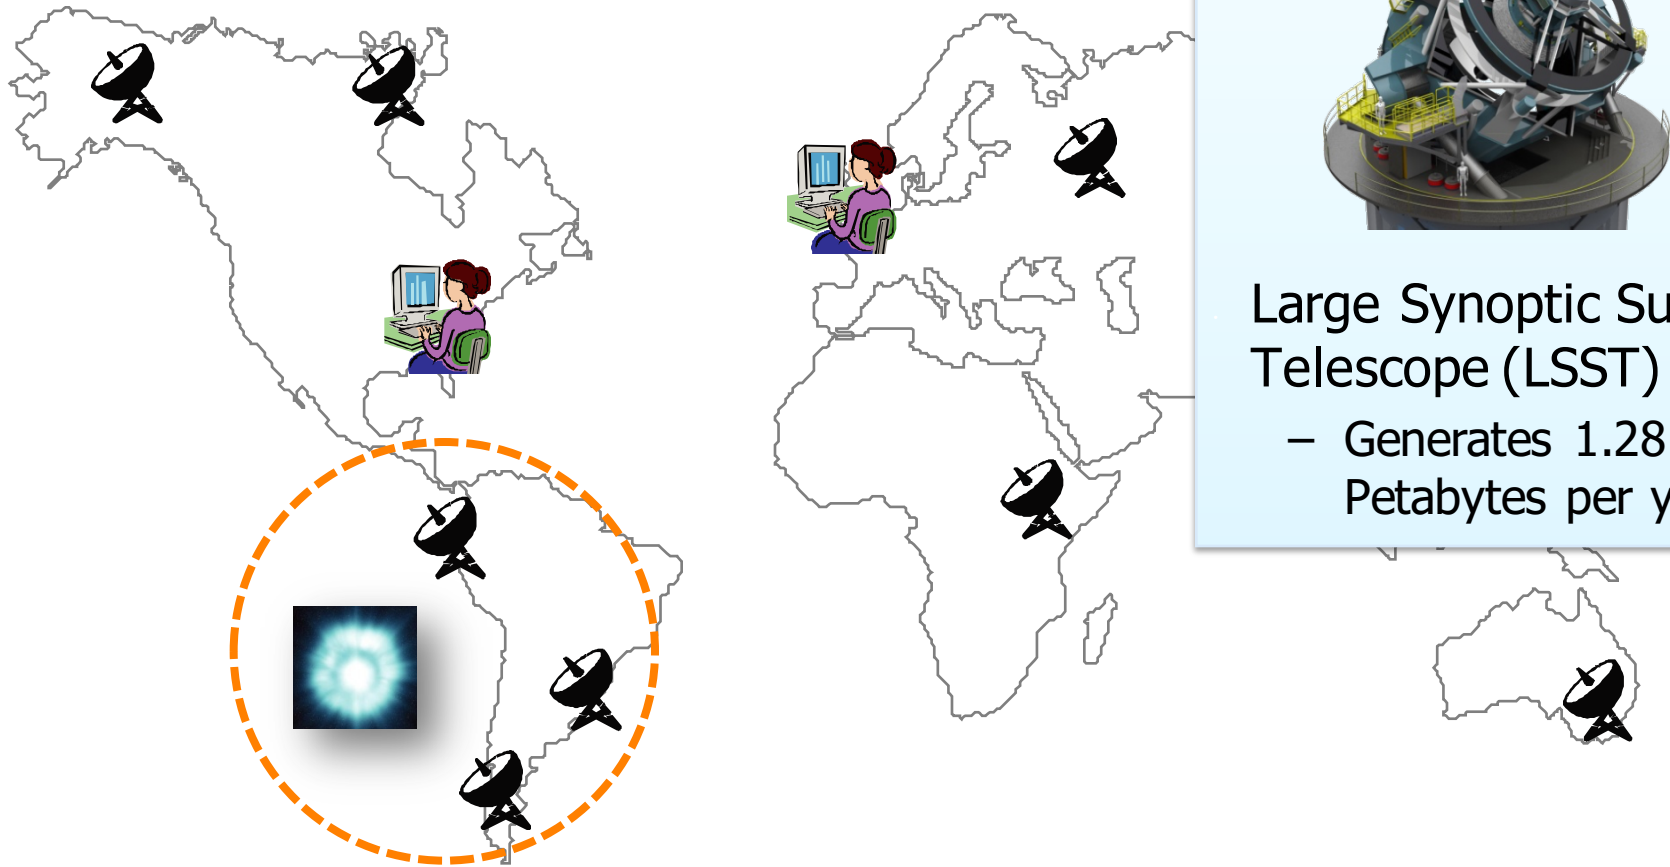 Large Synoptic Su
Telescope (LSST)
– Generates 1.28
Petabytes per y